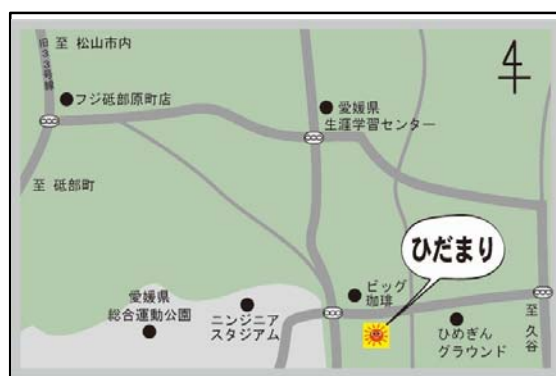 至 松山市内
旧33号線
フジ砥部原町店
愛媛県
生涯学習センター
至 砥部町
ひだまり
ビッグ
珈琲
愛媛県
総合運動公園
ニンジニア
スタジアム
ひめぎん
グラウンド
至 久谷